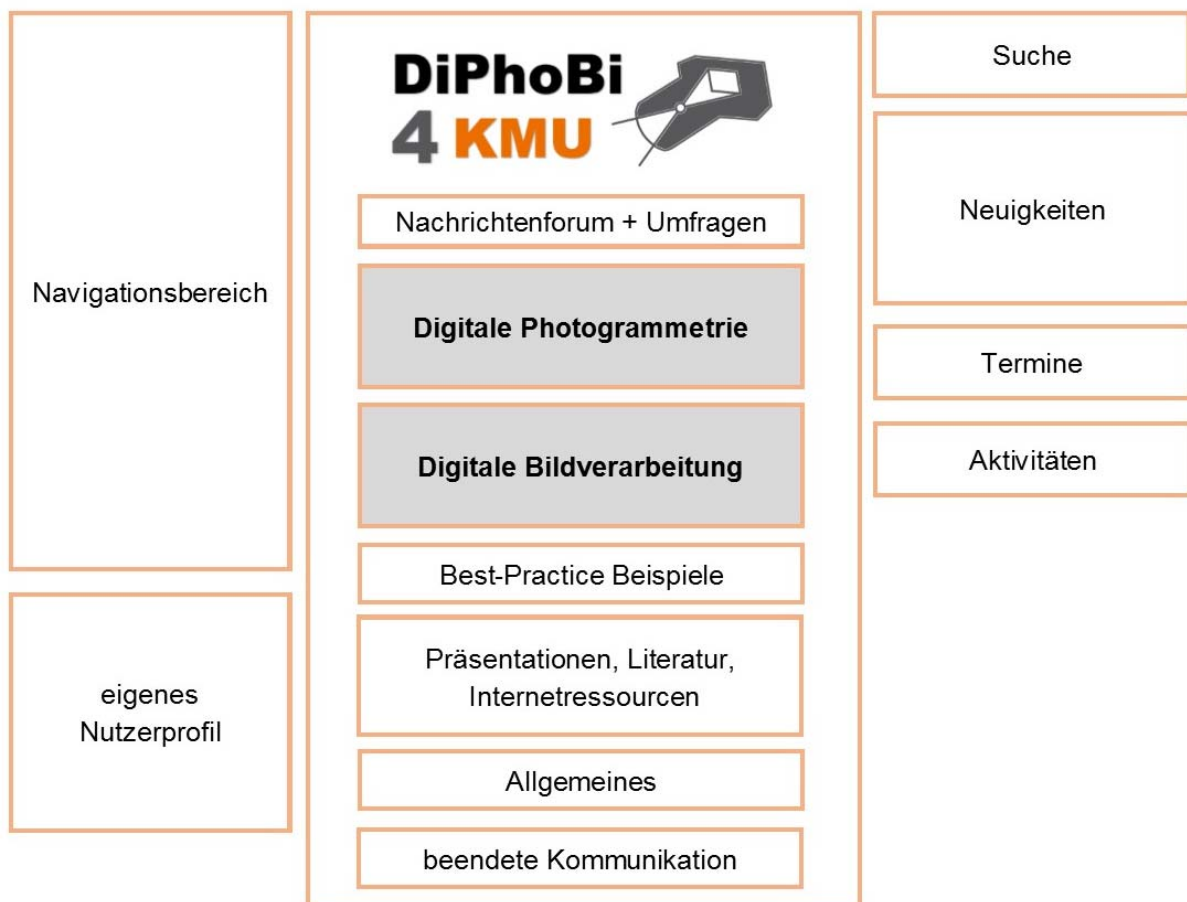 Navigationsbereich
eigenes
Nutzerprofil
DiPhoBi
4 KMU
Nachrichtenforum + Umfragen
Digitale Photogrammetrie
Digitale Bildverarbeitung
Best-Practice Beispiele
Präsentationen, Literatur,
Internetressourcen
Allgemeines
beendete Kommunikation
Suche
Neuigkeiten
Termine
Aktivitäten